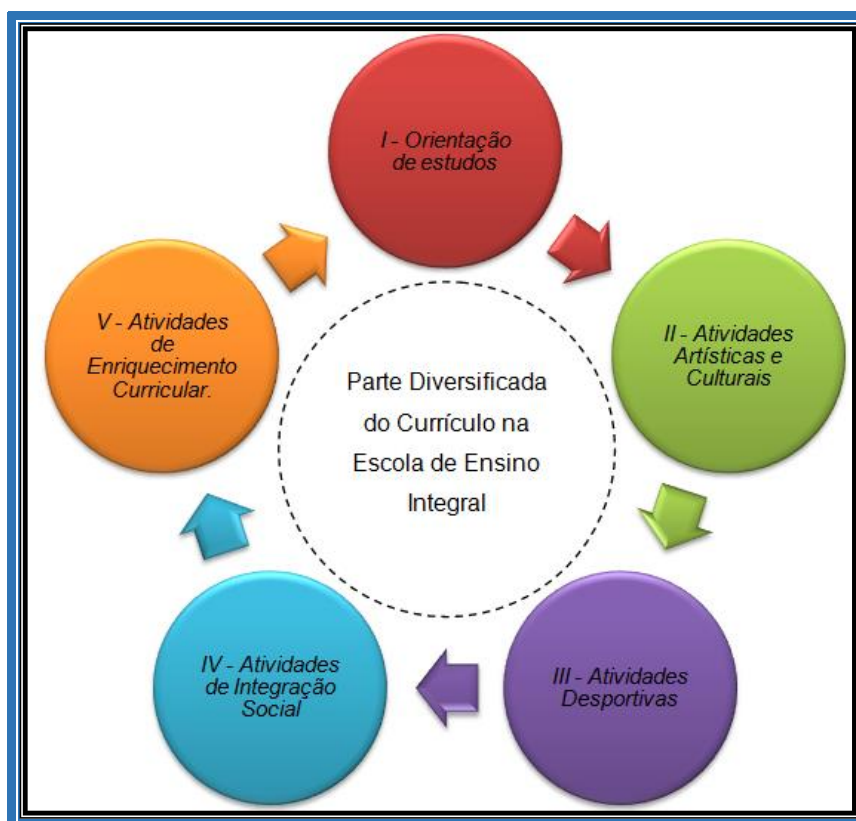 I - Orientação
de estudos
II - Atividades
Artísticas e
Culturais
III - Atividades
Desportivas
IV - Atividades
de Integração
Social
V - Atividades
de
Enriquecimento
Curricular.
Parte Diversificada
do Currículo na
Escola de Ensino
Integral